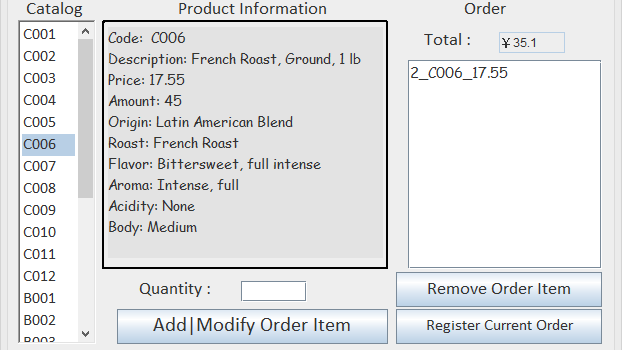 Catalog
C001
C002
C003
C004
C005
C006
C007
C008
C009
C010
C011
C012
B001
B002
B003
Product Information
Code: C006
Description: French Roast, Ground, 1 lb
Price: 17.55
Amount: 45
Origin: Latin American Blend
Roast: French Roast
Flavor: Bittersweet, full intense
Aroma: Intense, full
Acidity: None
Body: Medium
Quantity :
Add|Modify Order Item
Order
Total :
￥35.1
2_C006_17.55
Remove Order Item
Register Current Order